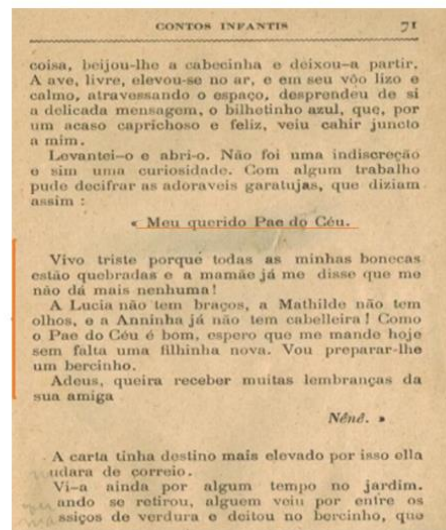 CONTOS INFANTIS 71
coisa, beijou-lhe a cabecinha e deixou-a partir.
A ave, livre, elevou-se no ar, e em seu vôo lizo e
calmo, atravessando o espaço, desprendeu de si
a delicada mensagem, o bilhetinho azul, que, por
um acaso caprichoso e feliz, veiu cahir juncto
a mim.
Levantei-o e abri-o. Não foi uma indiscreção
e sim uma curiosidade. Com algum trabalho
pude decifrar as adoraveis garatujas, que diziam
assim :
« Meu querido Pae do Céu.
Vivo triste porque todas as minhas bonecas
estão quebradas e a mamãe já me disse que me
não dá mais nenhuma!
A Lucia não tem braços, a Mathilde não tem
olhos, e a Anninha já não tem cabelleira! Como
o Pae do Céu é bom, espero que me mande hoje
sem falta uma filhinha nova. Vou preparar-lhe
um bercinho.
Adeus, queira receber muitas lembranças da
sua amiga
Nênê. »
A carta tinha destino mais elevado por isso ella
udara de correio.
Vi-a ainda por algum tempo no jardim.
ando se retirou, alguem veiu por entre os
ssiços de verdura e deitou no bercinho, que